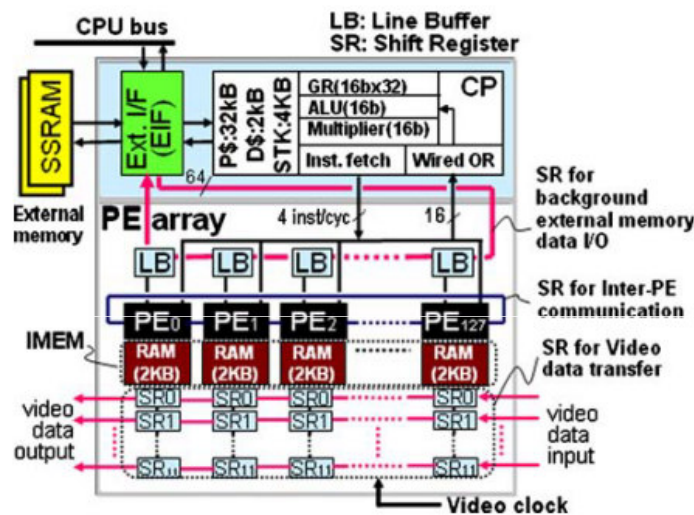 CPU bus
LB: Line Buffer
SR: Shift Register
SSRAM
External
memory
Ext. I/F
(EIF)
P$:32kB
D$:2kB
STK:4KB
GR(16bx32)
CP
ALU(16b)
Multiplier(16b)
Inst. fetch
Wired OR
64
SR for
background
external memory
data I/O
PE array
4 inst/cyc
16
LB
LB
LB
LB
SR for Inter-PE
communication
PE0
PE1
PE2
PE127
IMEM
RAM
(2KB)
RAM
(2KB)
RAM
(2KB)
RAM
(2KB)
SR for Video
data transfer
SR0
SR0
SR0
SR0
SR1
SR1
SR1
SR1
video
data
output
video
data
input
SR11
SR11
SR11
SR11
Video clock